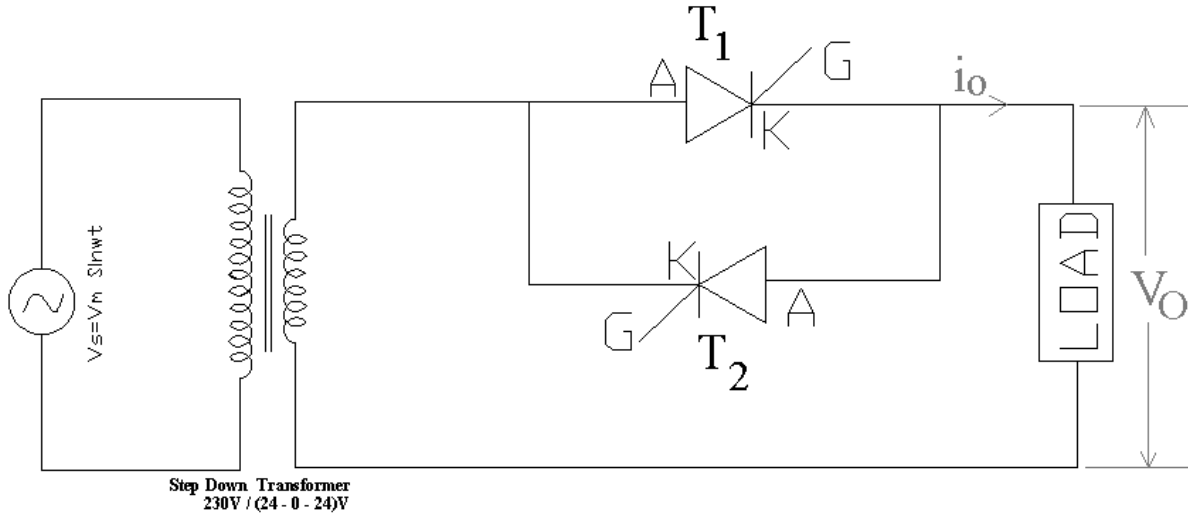 T1
A
G
K
io
Vs=Vm Sinwt
K
A
G
T2
LOAD
VO
Step Down Transformer
230V / (24 - 0 - 24)V